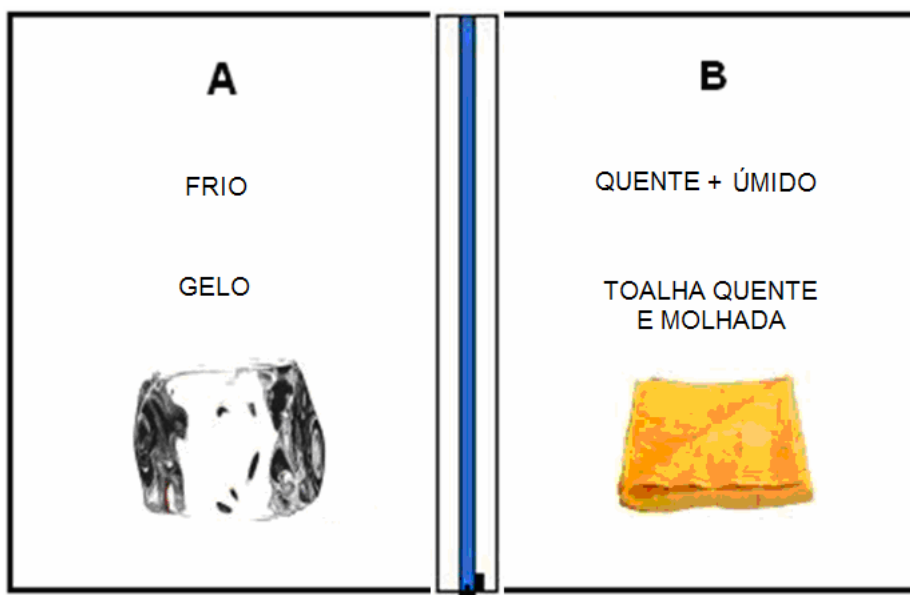 A
FRIO
GELO
B
QUENTE + ÚMIDO
TOALHA QUENTE
E MOLHADA